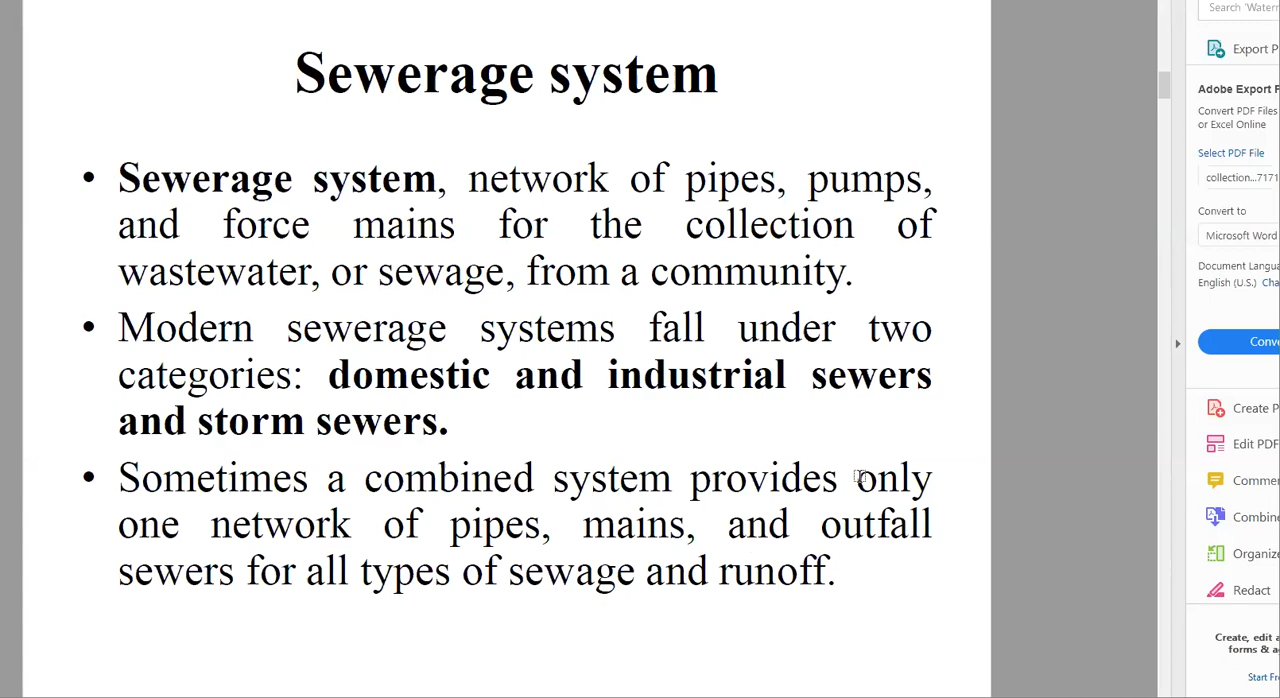 Sewerage system
• Sewerage system, network of pipes, pumps,
and force mains for the collection of
wastewater, or sewage, from a community.
• Modern sewerage systems fall under two
categories: domestic and industrial sewers
and storm sewers.
• Sometimes a combined system provides only
one network of pipes, mains, and outfall
sewers for all types of sewage and runoff.
Search 'Waterm
Export P
Adobe Export P
Convert PDF Files
or Excel Online
Select PDF File
collection...7171
Convert to
Microsoft Word
Document Langua
English (U.S.) Cha
Conve
Create P
Edit PDF
Comme
Combine
Organize
Redact
Create, edit a
forms & a
Start Fr